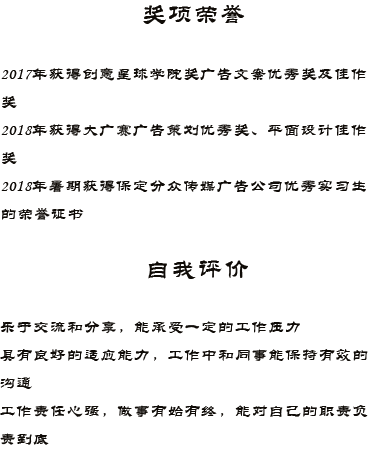 奖项荣誉
2017年获得创意星球学院奖广告文案优秀奖及佳作
奖
2018年获得大广赛广告策划优秀奖、平面设计佳作
奖
2018年暑期获得保定分众传媒广告公司优秀实习生
的荣誉证书
自我评价
乐于交流和分享，能承受一定的工作压力
具有良好的适应能力，工作中和同事能保持有效的
沟通
工作责任心强，做事有始有终，能对自己的职责负
责到底